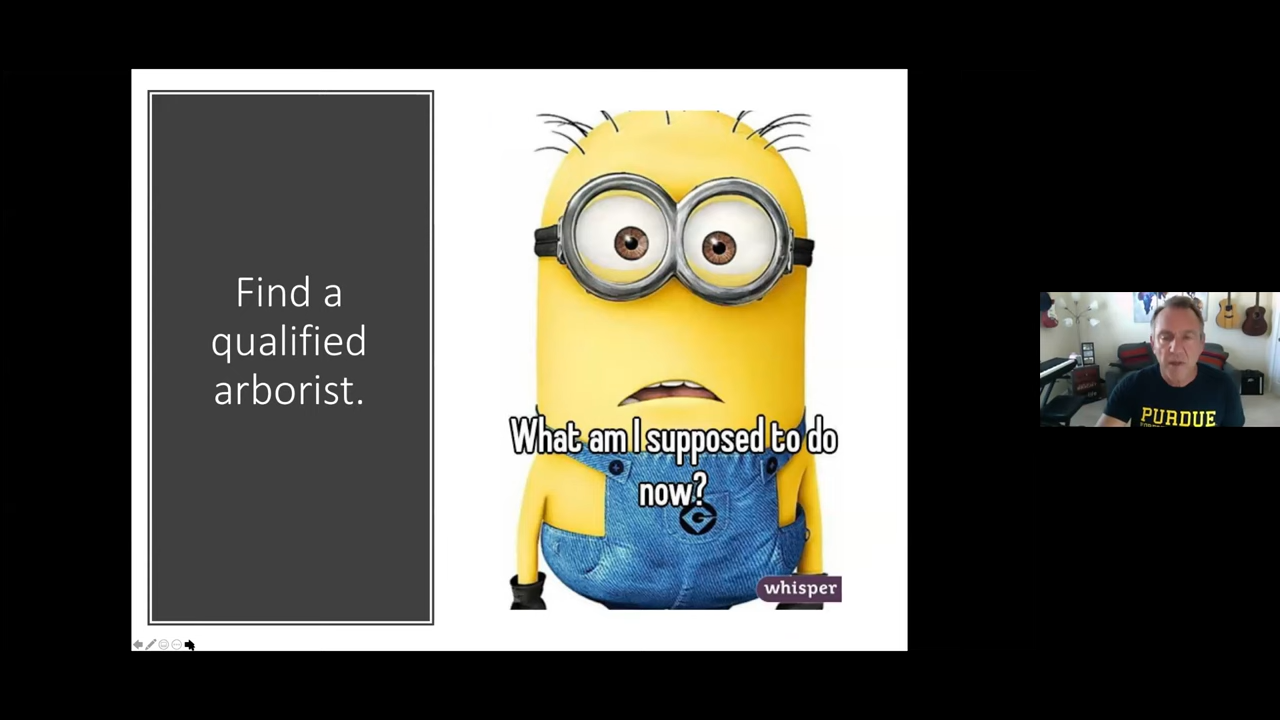 Find a
qualified
arborist.
What am I supposed to do
now?
G
whisper
PURDUE